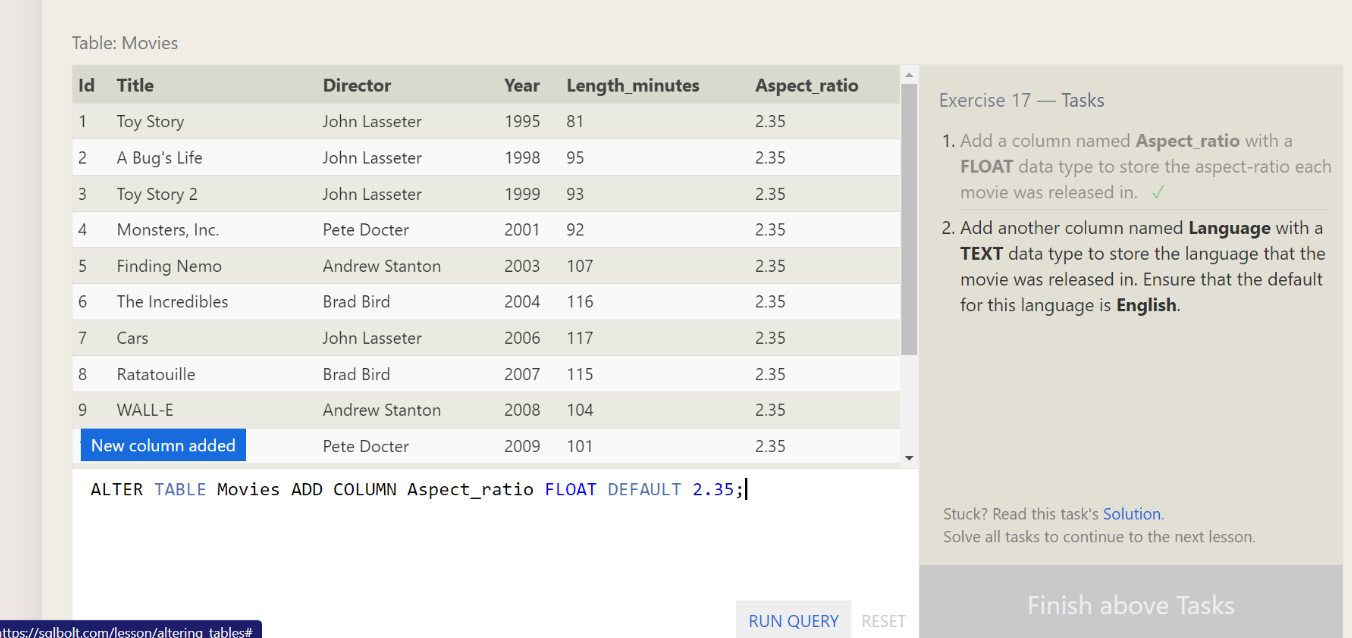 Table: Movies
Id Title Director Year Length_minutes Aspect_ratio
1 Toy Story John Lasseter 1995 81 2.35
2 A Bug's Life John Lasseter 1998 95 2.35
3 Toy Story 2 John Lasseter 1999 93 2.35
4 Monsters, Inc. Pete Docter 2001 92 2.35
5 Finding Nemo Andrew Stanton 2003 107 2.35
6 The Incredibles Brad Bird 2004 116 2.35
7 Cars John Lasseter 2006 117 2.35
8 Ratatouille Brad Bird 2007 115 2.35
9 WALL-E Andrew Stanton 2008 104 2.35
New column added Pete Docter 2009 101 2.35
ALTER TABLE Movies ADD COLUMN Aspect_ratio FLOAT DEFAULT 2.35;
RUN QUERY RESET
Exercise 17 — Tasks
1. Add a column named Aspect_ratio with a
FLOAT data type to store the aspect-ratio each
movie was released in. ✓
2. Add another column named Language with a
TEXT data type to store the language that the
movie was released in. Ensure that the default
for this language is English.
Stuck? Read this task's Solution.
Solve all tasks to continue to the next lesson.
Finish above Tasks
ttps://sqlbolt.com/lesson/altering_tables#